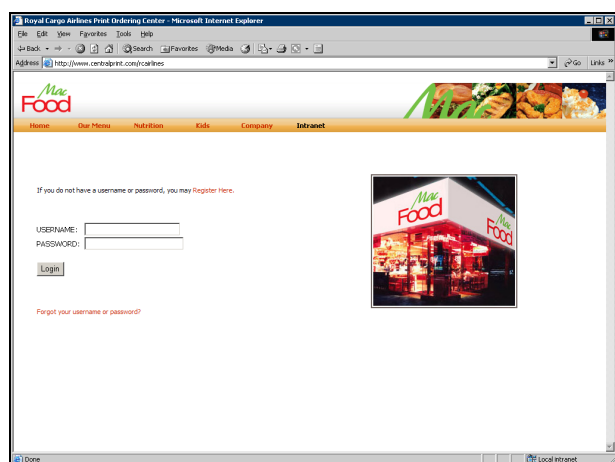 Royal Cargo Airlines Print Ordering Center - Microsoft Internet Explorer
File Edit View Favorites Tools Help
Back Search Favorites Media
Address http://www.centralprint.com/rcairlines Go Links »
Mac
Food
Mac
Home Our Menu Nutrition Kids Company Intranet
If you do not have a username or password, you may Register Here.
Mac
Food
Mac
Food
USERNAME:
PASSWORD:
Login
Forgot your username or password?
Done Local intranet